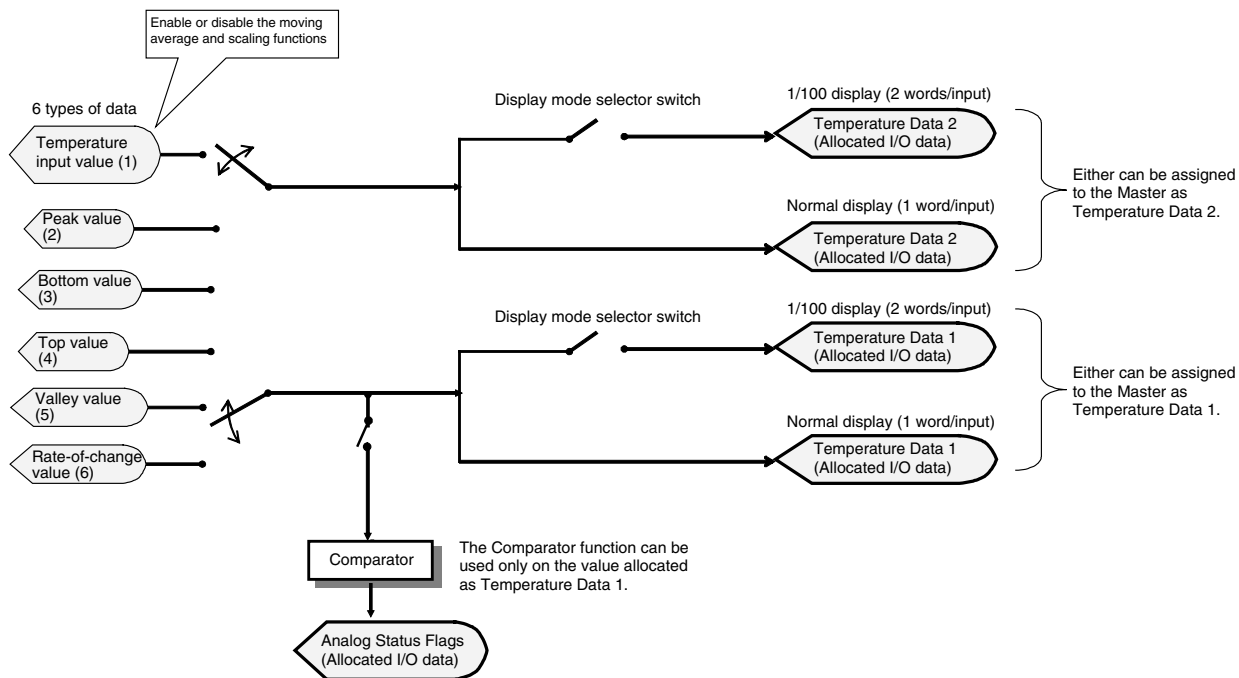 Enable or disable the moving
average and scaling functions
6 types of data
Temperature
input value (1)
Peak value
(2)
Bottom value
(3)
Top value
(4)
Valley value
(5)
Rate-of-change
value (6)
Display mode selector switch
1/100 display (2 words/input)
Temperature Data 2
(Allocated I/O data)
Normal display (1 word/input)
Temperature Data 2
(Allocated I/O data)
Either can be assigned
to the Master as
Temperature Data 2.
Display mode selector switch
1/100 display (2 words/input)
Temperature Data 1
(Allocated I/O data)
Normal display (1 word/input)
Temperature Data 1
(Allocated I/O data)
Either can be assigned
to the Master as
Temperature Data 1.
Comparator
The Comparator function can be
used only on the value allocated
as Temperature Data 1.
Analog Status Flags
(Allocated I/O data)